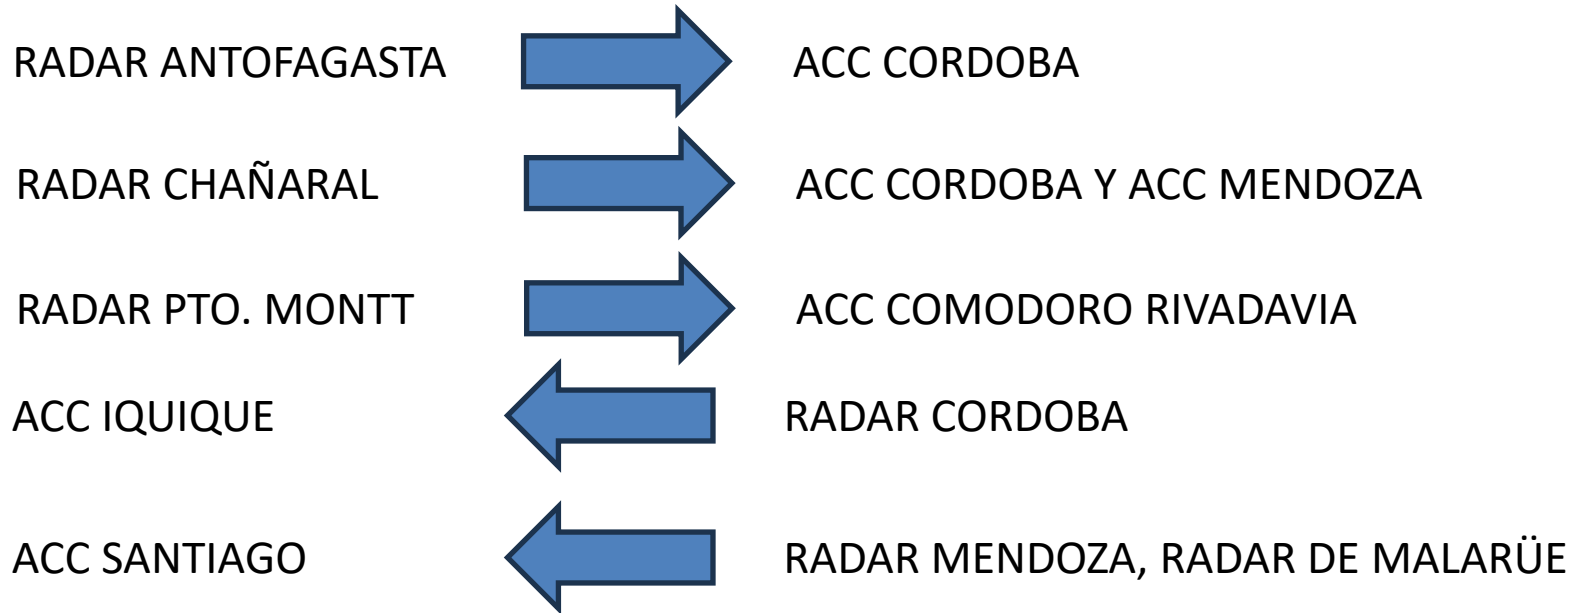 RADAR ANTOFAGASTA ACC CORDOBA
RADAR CHAÑARAL ACC CORDOBA Y ACC MENDOZA
RADAR PTO. MONTT ACC COMODORO RIVADAVIA
ACC IQUIQUE RADAR CORDOBA
ACC SANTIAGO RADAR MENDOZA, RADAR DE MALARÜE